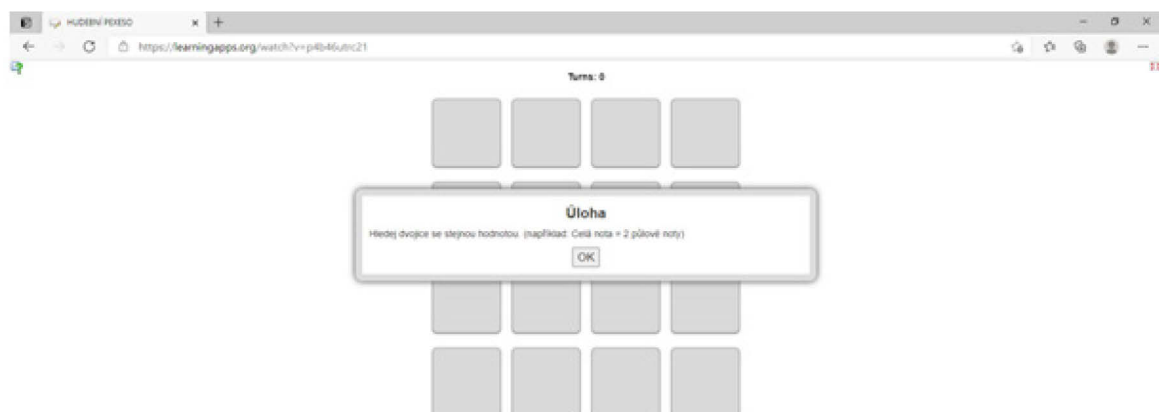 HUDEBNÍ PEXESO
https://learningapps.org/watch?v=p4b46utrc21
Turns: 0
Úloha
Hledej dvojice se stejnou hodnotou. (například: Celá nota = 2 půlové noty)
OK